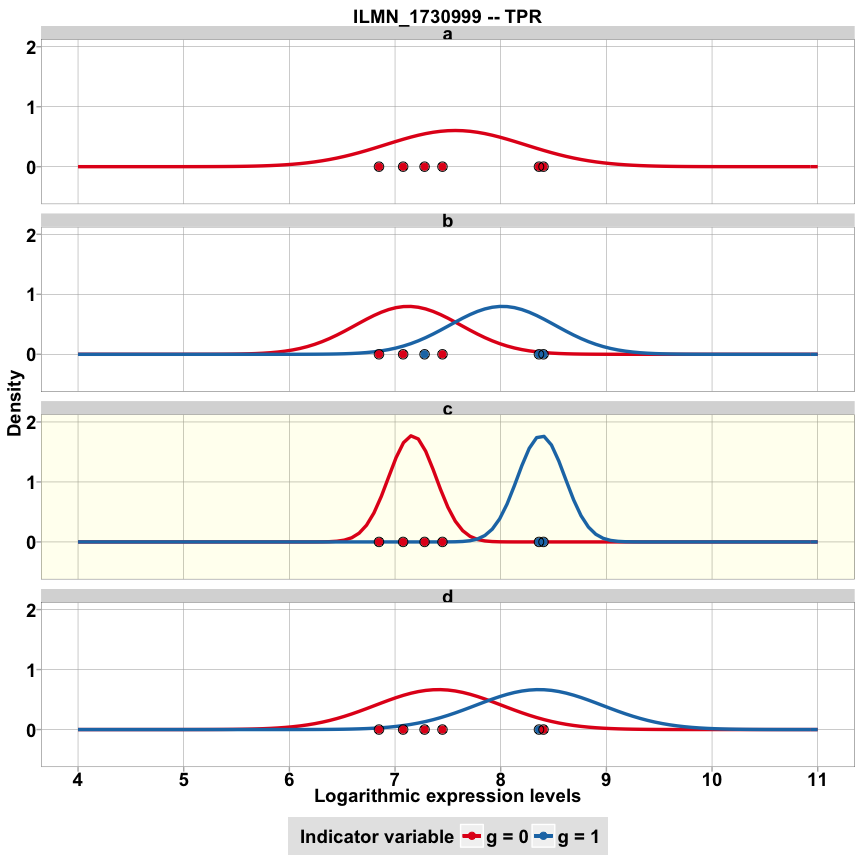 ILMN_1730999 -- TPR
a
2
1
0
b
2
1
0
Density
c
2
1
0
d
2
1
0
4 5 6 7 8 9 10 11
Logarithmic expression levels
Indicator variable g = 0 g = 1